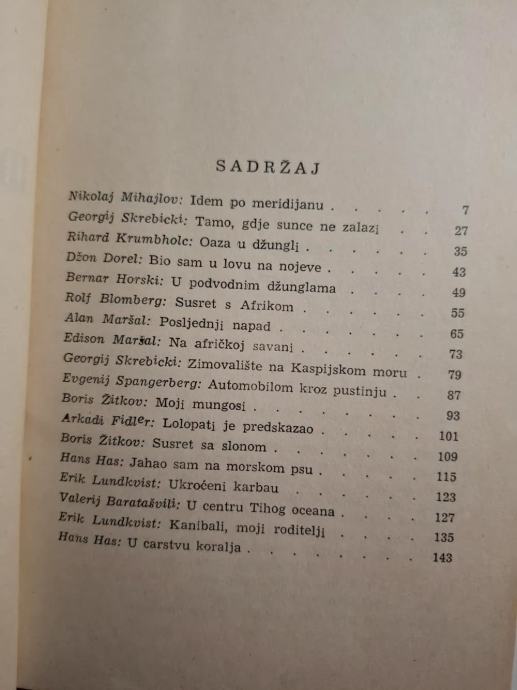 SADRŽAJ
Nikolaj Mihajlov: Idem po meridijanu . . . . . 7
Georgij Skrebicki: Tamo, gdje sunce ne zalazi . . . 27
Rihard Krumbholc: Oaza u džungli . . . . . . 35
Džon Dorel: Bio sam u lovu na nojeve . . . . . 43
Bernar Horski: U podvodnim džunglama . . . . . 49
Rolf Blomberg: Susret s Afrikom . . . . . . 55
Alan Maršal: Posljednji napad . . . . . . . 65
Edison Maršal: Na afričkoj savani . . . . . . 73
Georgij Skrebicki: Zimovalište na Kaspijskom moru . 79
Evgenij Spangerberg: Automobilom kroz pustinju . . 87
Boris Žitkov: Moji mungosi . . . . . . . . 93
Arkadi Fidler: Lolopatj je predskazao . . . . . 101
Boris Žitkov: Susret sa slonom . . . . . . . 109
Hans Has: Jahao sam na morskom psu . . . . . 115
Erik Lundkvist: Ukroćeni karbau . . . . . . 123
Valerij Baratašvili: U centru Tihog oceana . . . . 127
Erik Lundkvist: Kanibali, moji roditelji . . . . . 135
Hans Has: U carstvu koralja . . . . . . . . 143